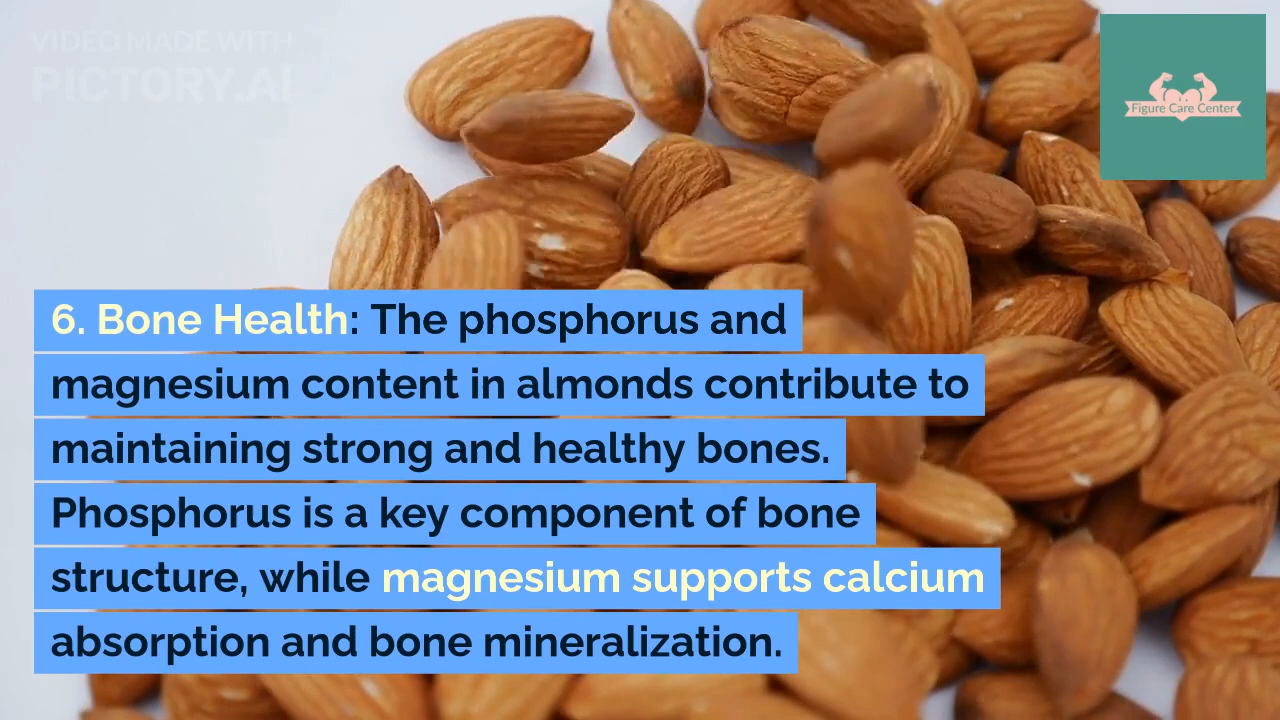 VIDEO MADE WITH
PICTORY.AI
Figure Care Center
6. Bone Health: The phosphorus and
magnesium content in almonds contribute to
maintaining strong and healthy bones.
Phosphorus is a key component of bone
structure, while magnesium supports calcium
absorption and bone mineralization.